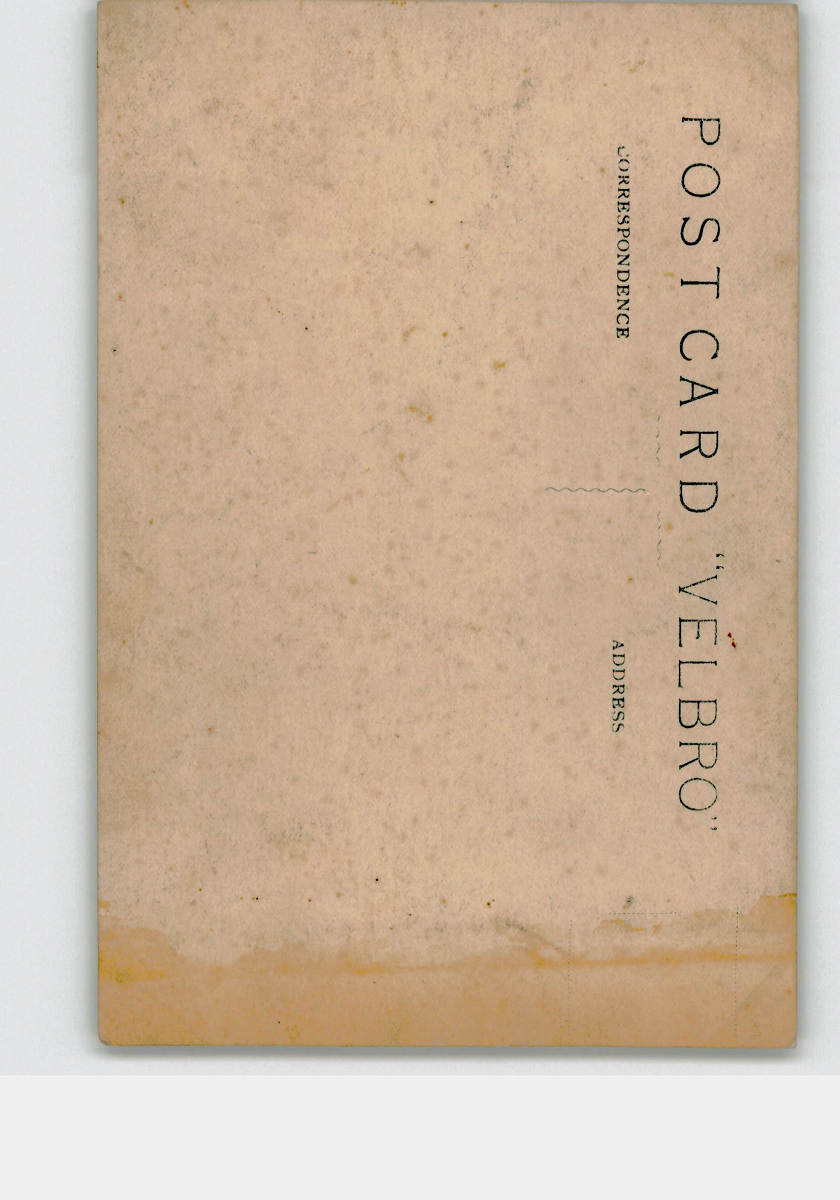 POST CARD “VELBRO”
CORRESPONDENCE
ADDRESS